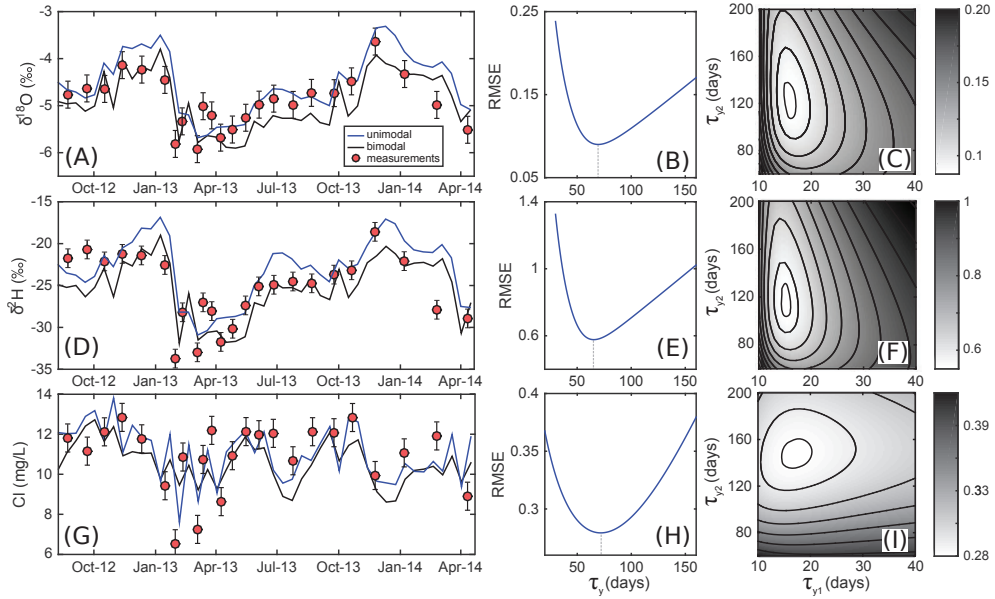 δ¹⁸O (‰)
-3
-4
-5
-6
Oct-12 Jan-13 Apr-13 Jul-13 Oct-13 Jan-14 Apr-14
(A)
unimodal
bimodal
measurements
RMSE
0.25
0.15
0.05
50 100 150
(B)
τy2 (days)
200
160
120
80
10 20 30 40
(C)
0.20
0.15
0.1
δ²H (‰)
-15
-20
-25
-30
-35
Oct-12 Jan-13 Apr-13 Jul-13 Oct-13 Jan-14 Apr-14
(D)
RMSE
1.4
1
0.6
50 100 150
(E)
τy2 (days)
200
160
120
80
10 20 30 40
(F)
1
0.8
0.6
Cl (mg/L)
14
12
10
8
6
Oct-12 Jan-13 Apr-13 Jul-13 Oct-13 Jan-14 Apr-14
(G)
RMSE
0.4
0.3
50 100 150
τy (days)
(H)
τy2 (days)
200
160
120
80
10 20 30 40
τy1 (days)
(I)
0.39
0.34
0.28